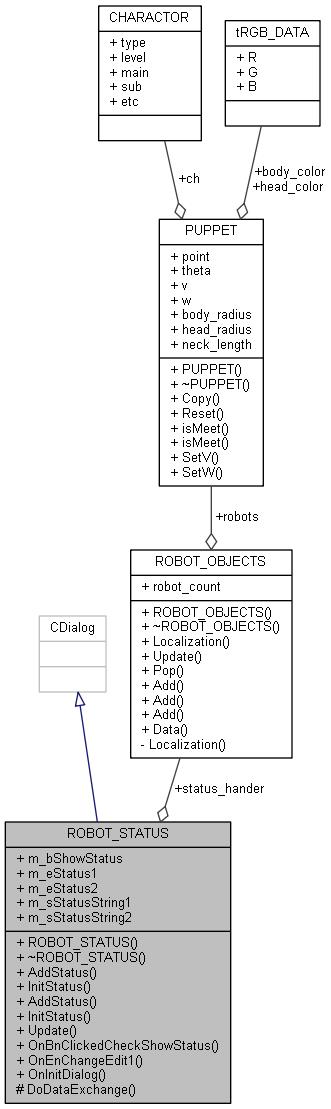 CHARACTOR
+ type
+ level
+ main
+ sub
+ etc
tRGB_DATA
+ R
+ G
+ B
+ch
+body_color
+head_color
PUPPET
+ point
+ theta
+ v
+ w
+ body_radius
+ head_radius
+ neck_length
+ PUPPET()
+ ~PUPPET()
+ Copy()
+ Reset()
+ isMeet()
+ isMeet()
+ SetV()
+ SetW()
+robots
ROBOT_OBJECTS
+ robot_count
+ ROBOT_OBJECTS()
+ ~ROBOT_OBJECTS()
+ Localization()
+ Update()
+ Pop()
+ Add()
+ Add()
+ Add()
+ Data()
- Localization()
CDialog
+status_hander
ROBOT_STATUS
+ m_bShowStatus
+ m_eStatus1
+ m_eStatus2
+ m_sStatusString1
+ m_sStatusString2
+ ROBOT_STATUS()
+ ~ROBOT_STATUS()
+ AddStatus()
+ InitStatus()
+ AddStatus()
+ InitStatus()
+ Update()
+ OnBnClickedCheckShowStatus()
+ OnEnChangeEdit1()
+ OnInitDialog()
# DoDataExchange()